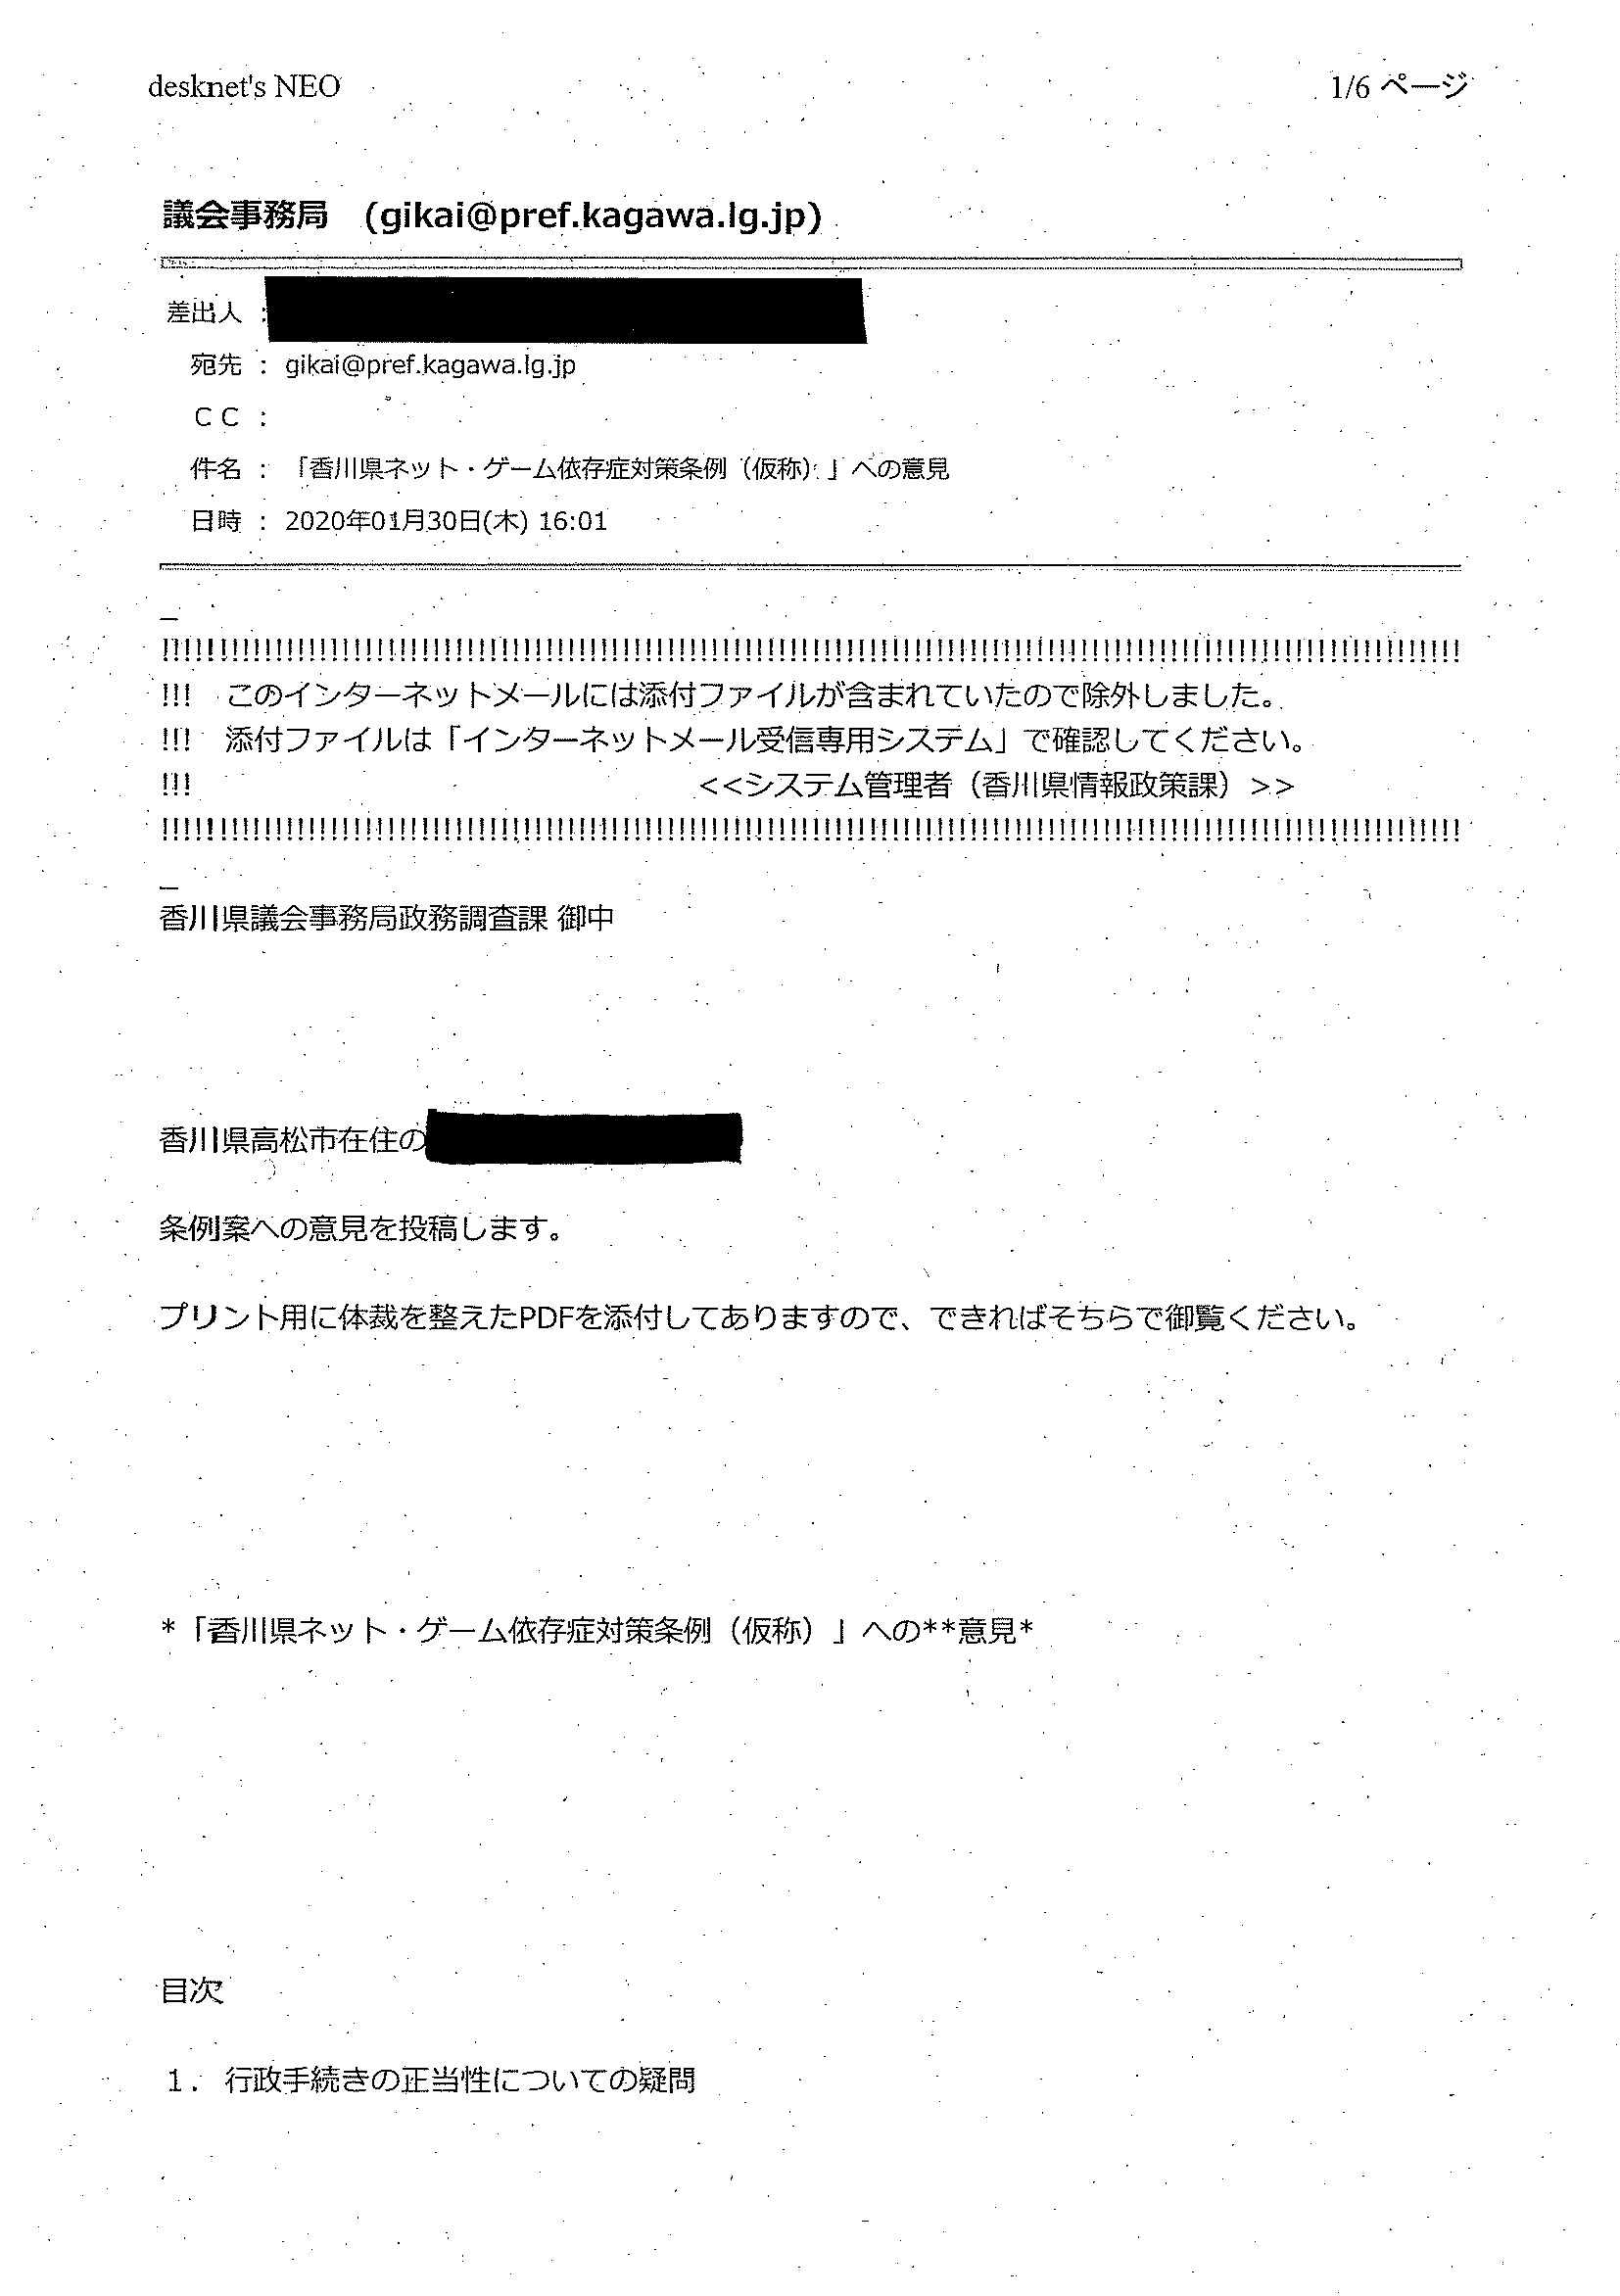 desknet's NEO
1/6 ページ
議会事務局 (gikai@pref.kagawa.lg.jp)
差出人 :
宛先 : gikai@pref.kagawa.lg.jp
CC :
件名 : 「香川県ネット・ゲーム依存症対策条例（仮称）」への意見
日時 : 2020年01月30日(木) 16:01
_
!!!!!!!!!!!!!!!!!!!!!!!!!!!!!!!!!!!!!!!!!!!!!!!!!!!!!!!!!!!!!!!!!!!!!!!!!!!!!!!!!!!!!!!!!!!!!!!!!!!!!!!!!!!!!!!!!!!!
!!! このインターネットメールには添付ファイルが含まれていたので除外しました。
!!! 添付ファイルは「インターネットメール受信専用システム」で確認してください。
!!! <<システム管理者（香川県情報政策課）>>
!!!!!!!!!!!!!!!!!!!!!!!!!!!!!!!!!!!!!!!!!!!!!!!!!!!!!!!!!!!!!!!!!!!!!!!!!!!!!!!!!!!!!!!!!!!!!!!!!!!!!!!!!!!!!!!!!!!!
_
香川県議会事務局政務調査課 御中
香川県高松市在住の
条例案への意見を投稿します。
プリント用に体裁を整えたPDFを添付してありますので、できればそちらで御覧ください。
*「香川県ネット・ゲーム依存症対策条例（仮称）」への**意見*
目次
1. 行政手続きの正当性についての疑問